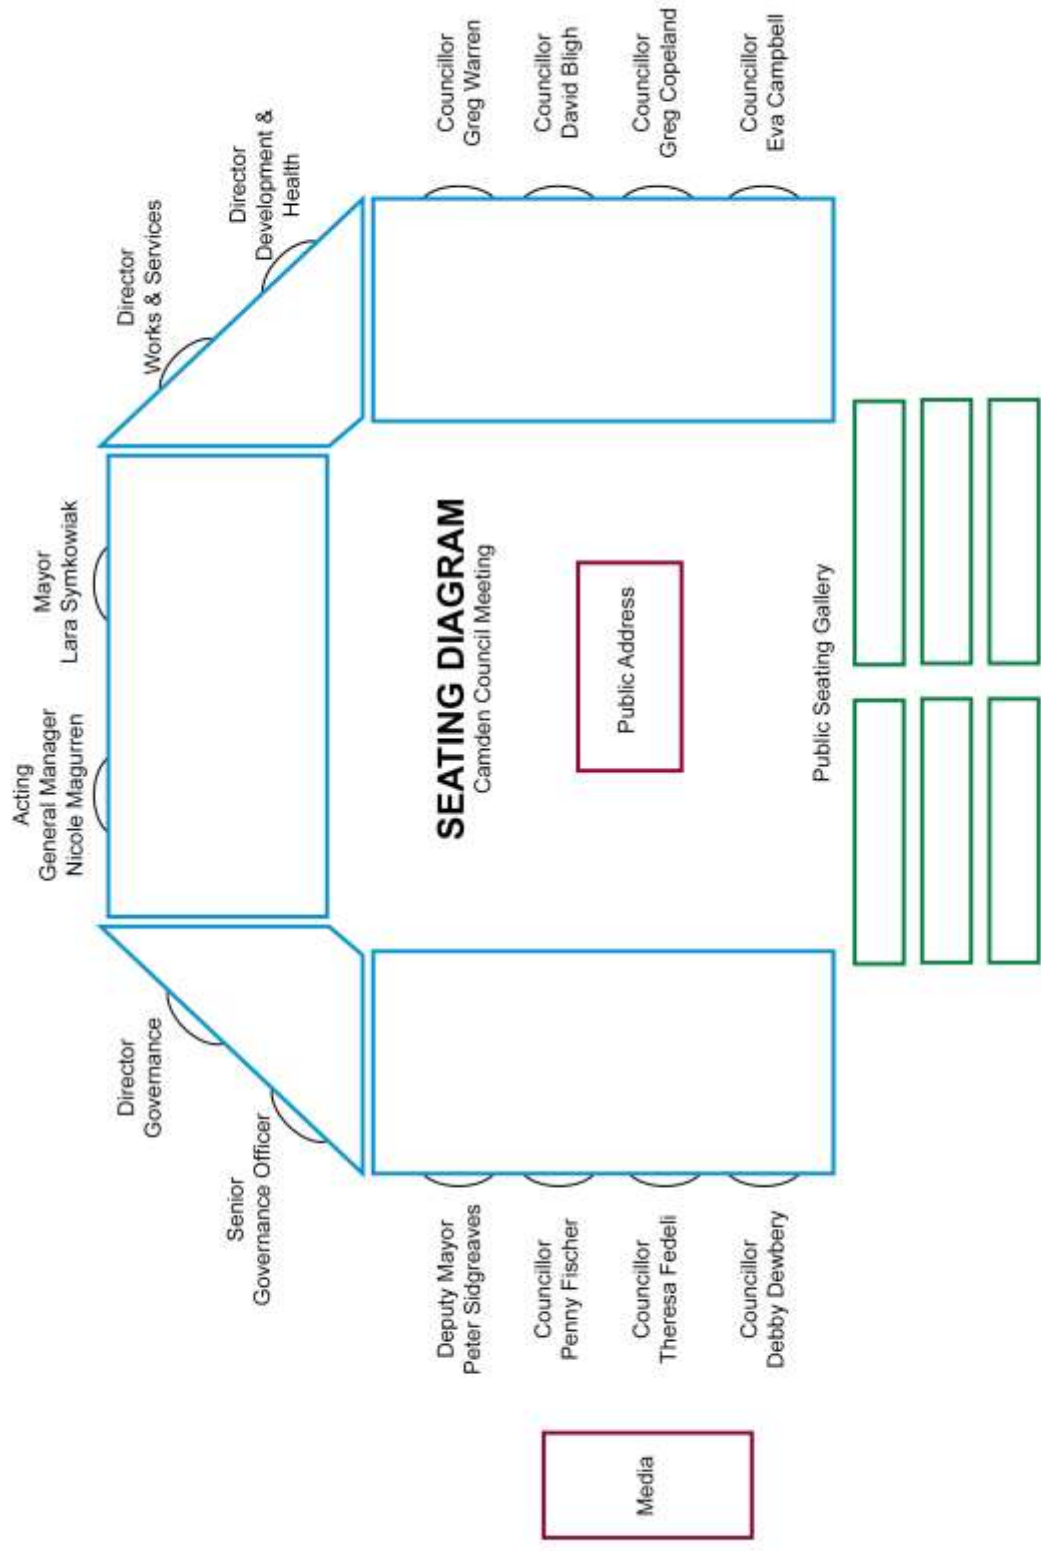 Acting
General Manager
Nicole Magurren
Mayor
Lara Symkowiak
Director
Governance
Senior
Governance Officer
Director
Works & Services
Director
Development &
Health
Deputy Mayor
Peter Sidgreaves
Councillor
Penny Fischer
Councillor
Theresa Fedeli
Councillor
Debby Dewbery
Councillor
Greg Warren
Councillor
David Bligh
Councillor
Greg Copeland
Councillor
Eva Campbell
SEATING DIAGRAM
Camden Council Meeting
Public Address
Media
Public Seating Gallery